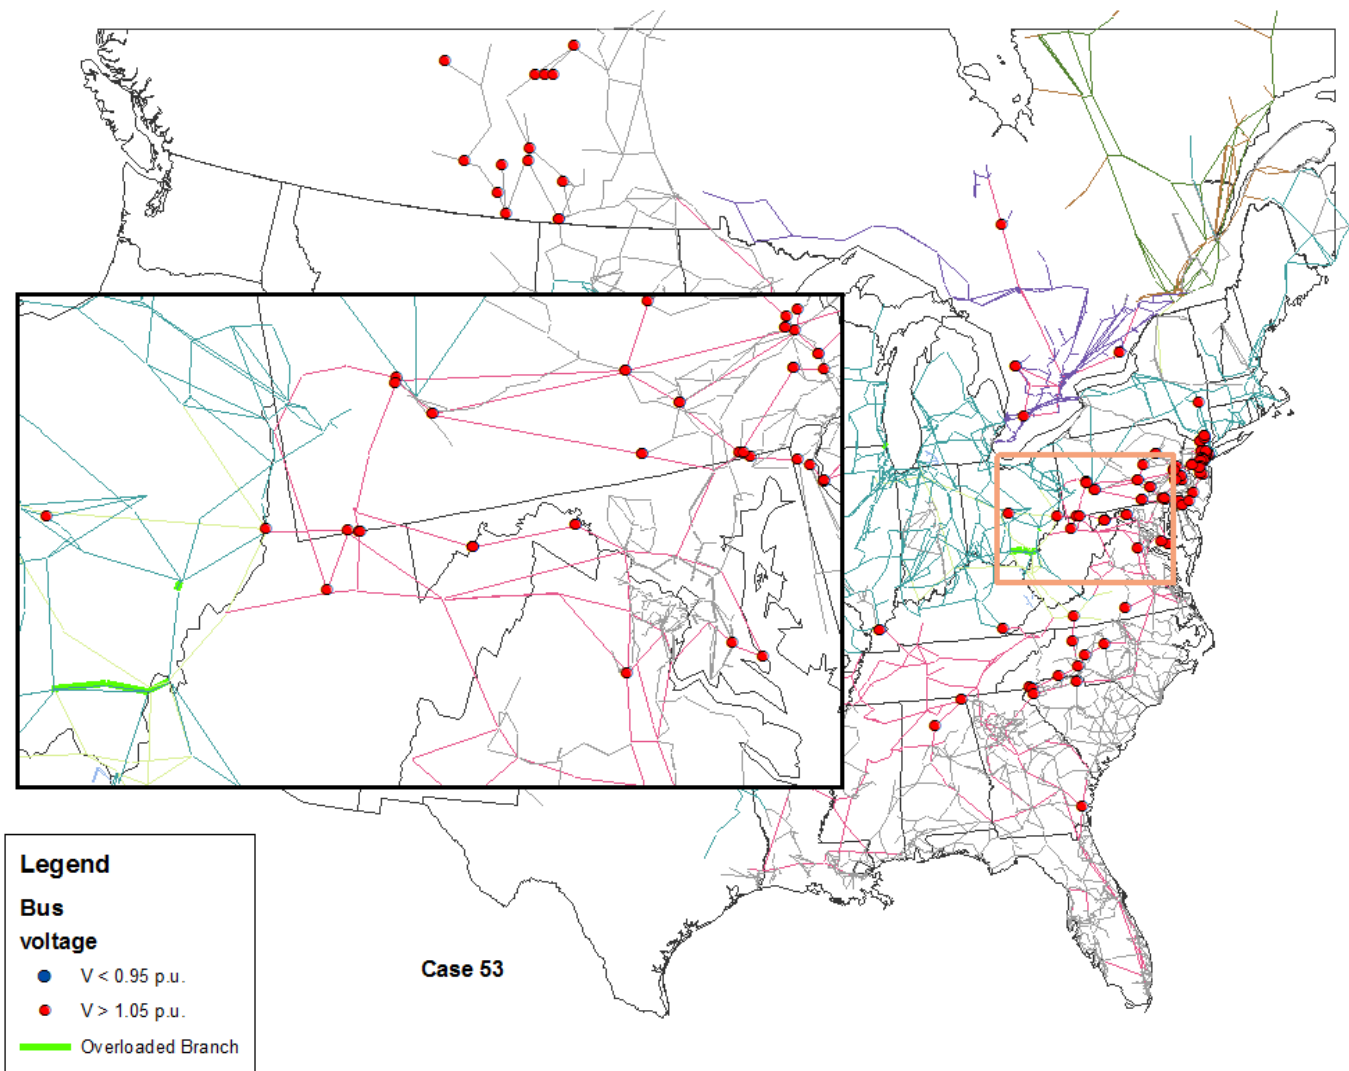 Case 53
Legend
Bus
voltage
V < 0.95 p.u.
V > 1.05 p.u.
Overloaded Branch